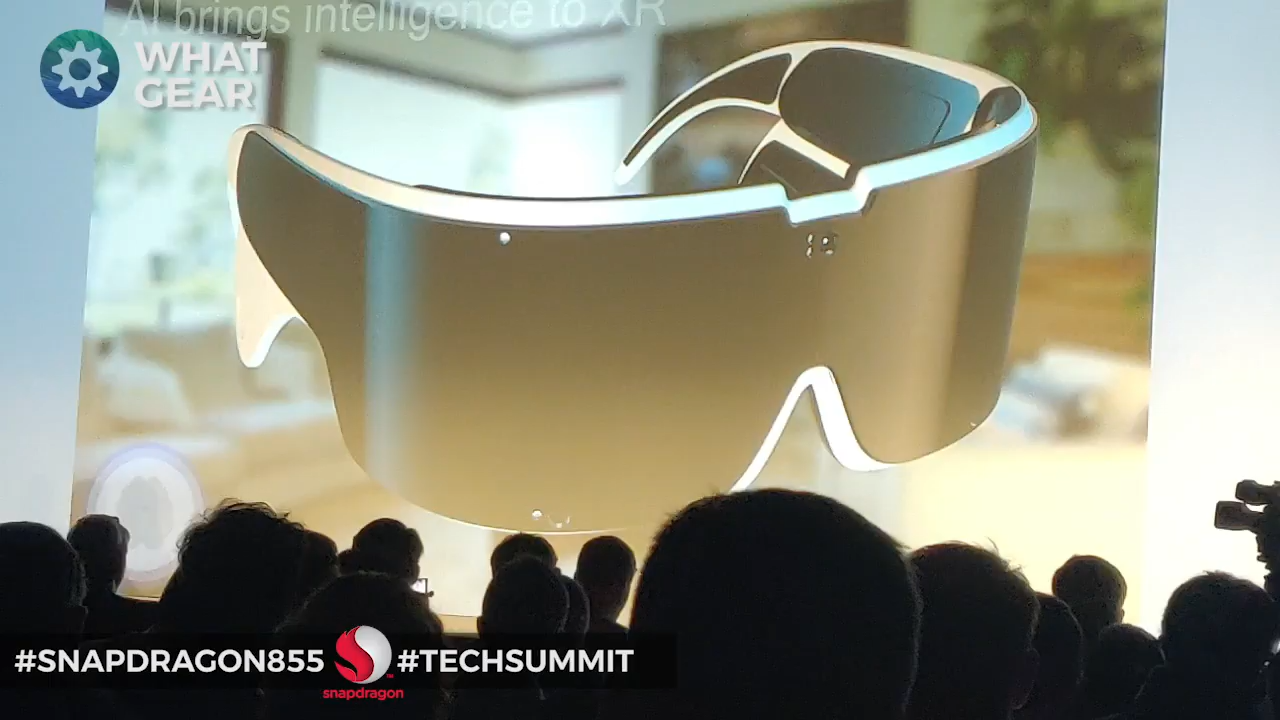 AI brings intelligence to XR
WHAT
GEAR
#SNAPDRAGON855
snapdragon
#TECHSUMMIT